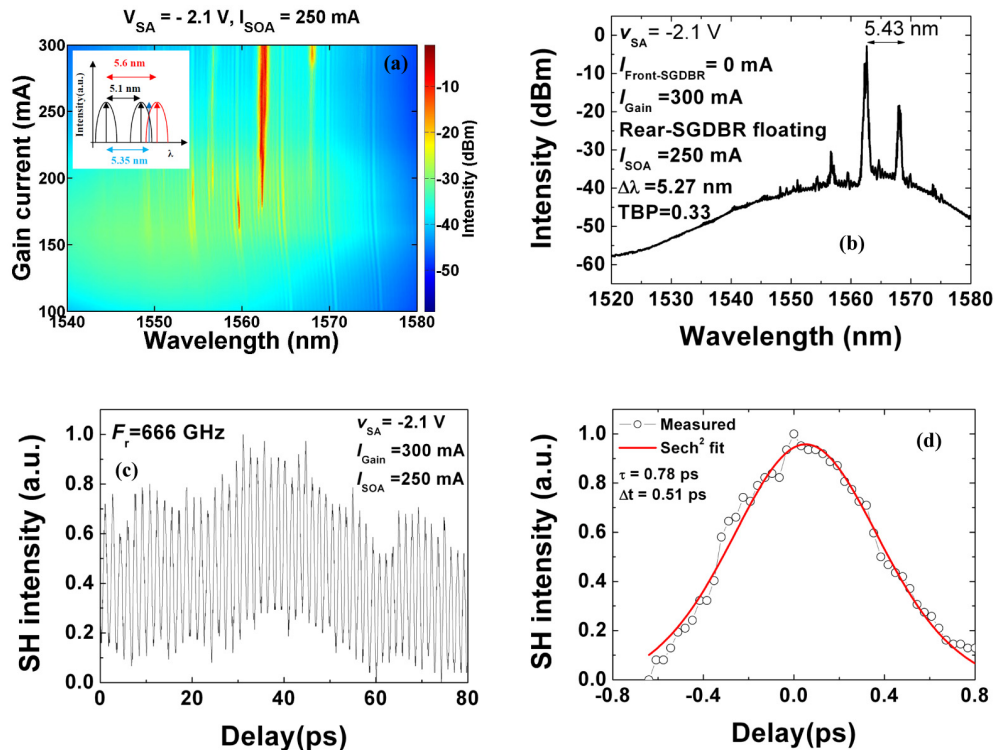 V_SA = - 2.1 V, I_SOA = 250 mA
(a)
300
250
200
150
100
Gain current(mA)
1540
1550
1560
1570
1580
Wavelength (nm)
5.6 nm
5.1 nm
5.35 nm
Intensity(a.u.)
λ
-10
-20
-30
-40
-50
Intensity (dBm)
V_SA = -2.1 V
I_Front-SGDBR = 0 mA
I_Gain =300 mA
Rear-SGDBR floating
I_SOA =250 mA
Δλ=5.27 nm
TBP=0.33
5.43 nm
(b)
0
-10
-20
-30
-40
-50
-60
Intensity (dBm)
1520
1530
1540
1550
1560
1570
1580
Wavelength (nm)
F_r=666 GHz
(c)
v_SA= -2.1 V
I_Gain=300 mA
I_SOA=250 mA
1.0
0.8
0.6
0.4
0.2
0.0
SH intensity (a.u.)
0
20
40
60
80
Delay(ps)
Measured
Sech² fit
τ = 0.78 ps
Δt = 0.51 ps
(d)
1.0
0.8
0.6
0.4
0.2
0.0
SH intensity (a.u.)
-0.8
-0.4
0.0
0.4
0.8
Delay(ps)